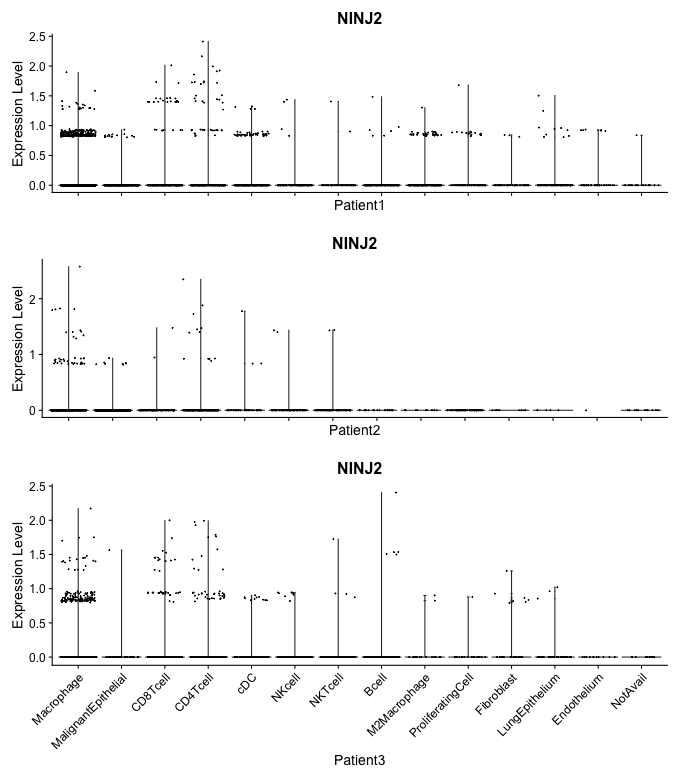 NINJ2
Expression Level
2.5
2.0
1.5
1.0
0.5
0.0
Patient1
NINJ2
Expression Level
2
1
0
Patient2
NINJ2
Expression Level
2.5
2.0
1.5
1.0
0.5
0.0
Macrophage
MalignantEpithelial
CD8Tcell
CD4Tcell
cDC
NKcell
NKTcell
Bcell
M2Macrophage
ProliferatingCell
Fibroblast
LungEpithelium
Endothelium
NotAvail
Patient3